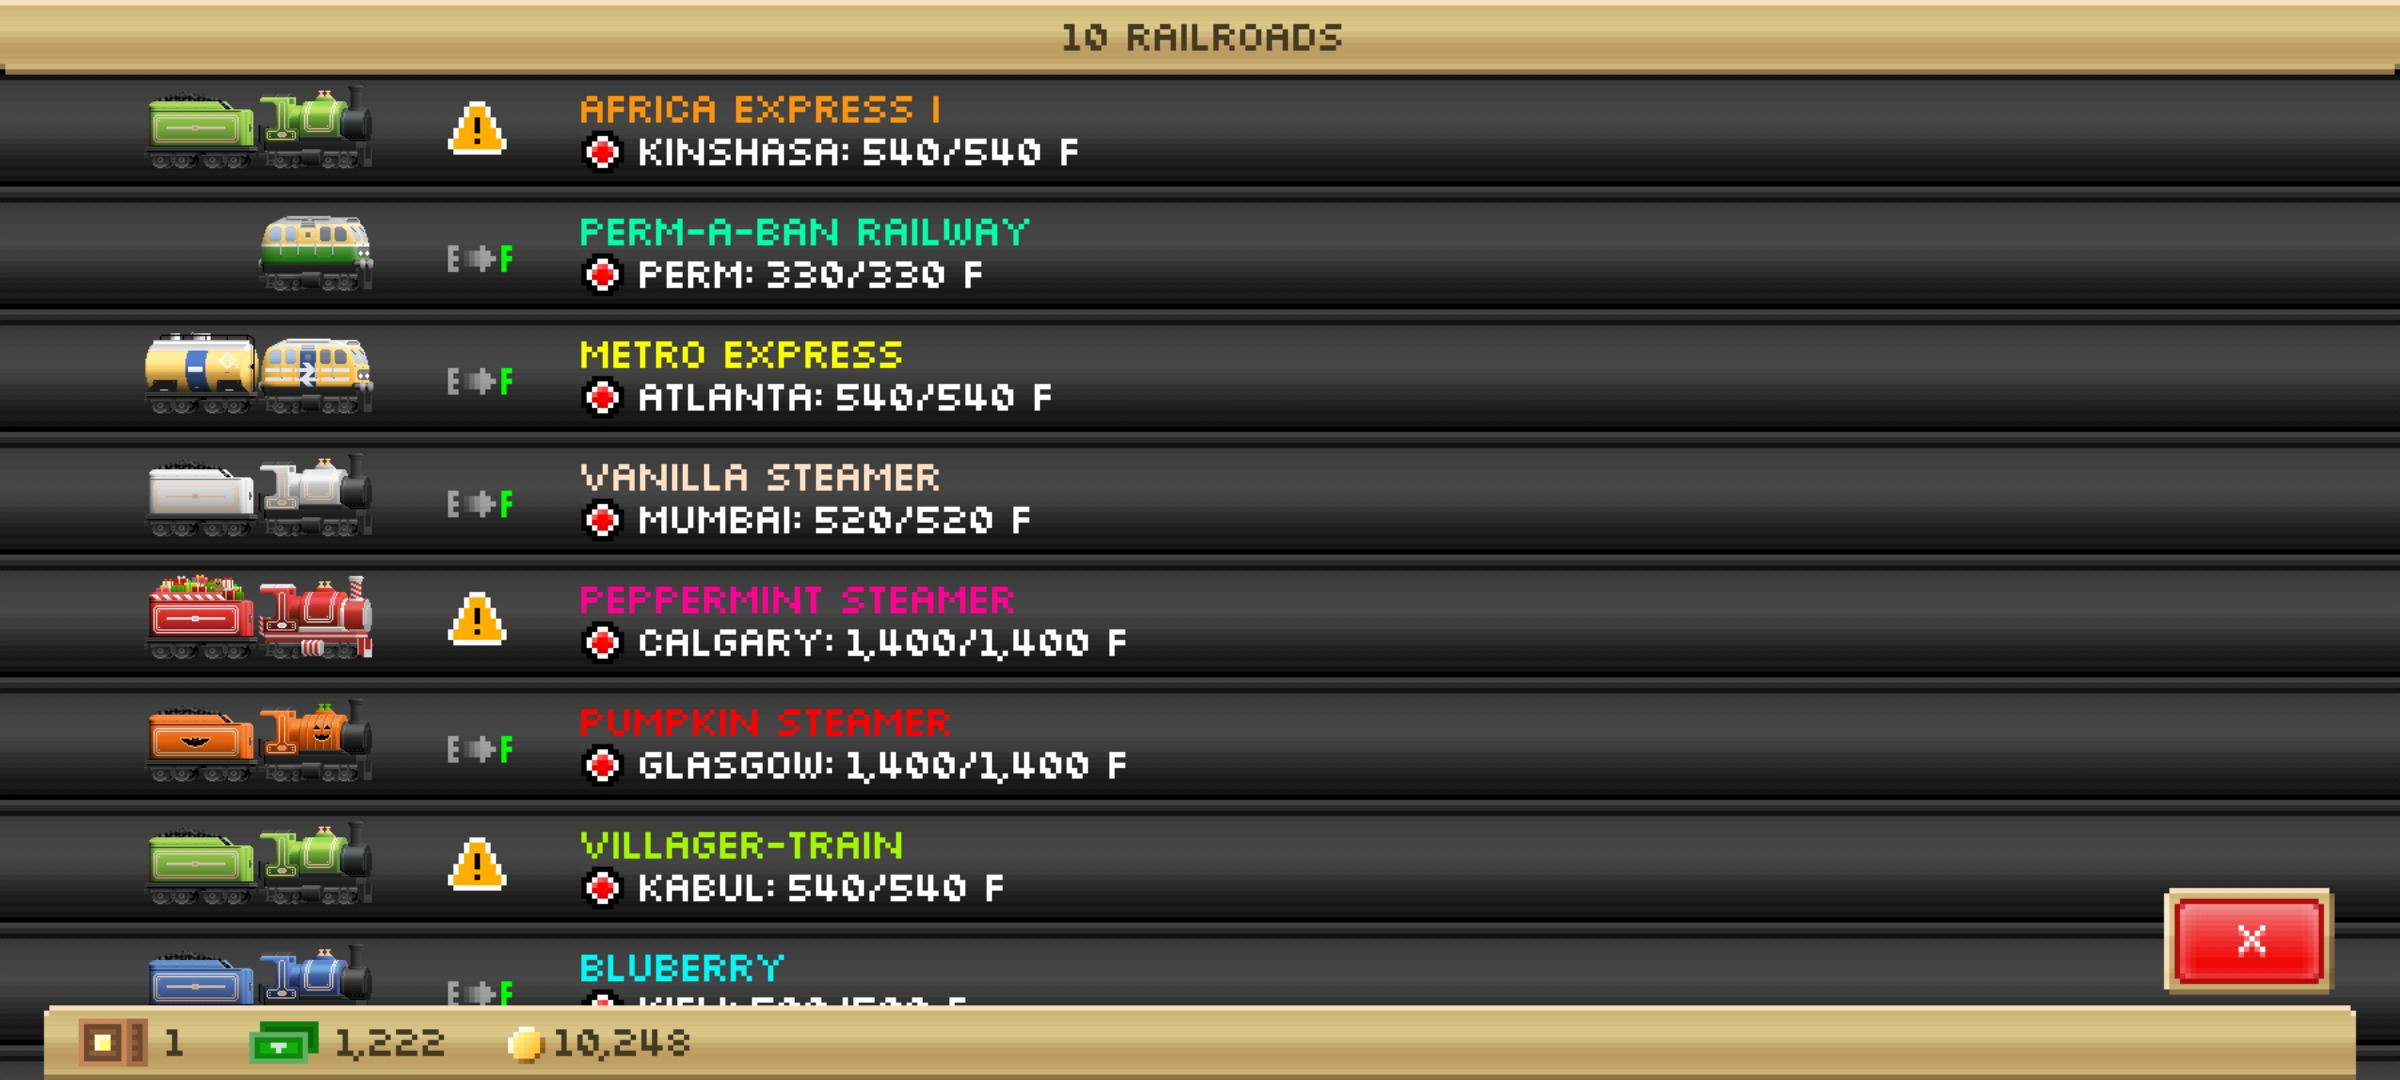 10 RAILROADS
AFRICA EXPRESS I
KINSHASA: 540/540 F
PERM-A-BAN RAILWAY
E F
PERM: 330/330 F
METRO EXPRESS
E F
ATLANTA: 540/540 F
VANILLA STEAMER
E F
MUMBAI: 520/520 F
PEPPERMINT STEAMER
CALGARY: 1,400/1,400 F
PUMPKIN STEAMER
E F
GLASGOW: 1,400/1,400 F
VILLAGER-TRAIN
KABUL: 540/540 F
BLUBERRY
E F
X
1 1,222 10,248